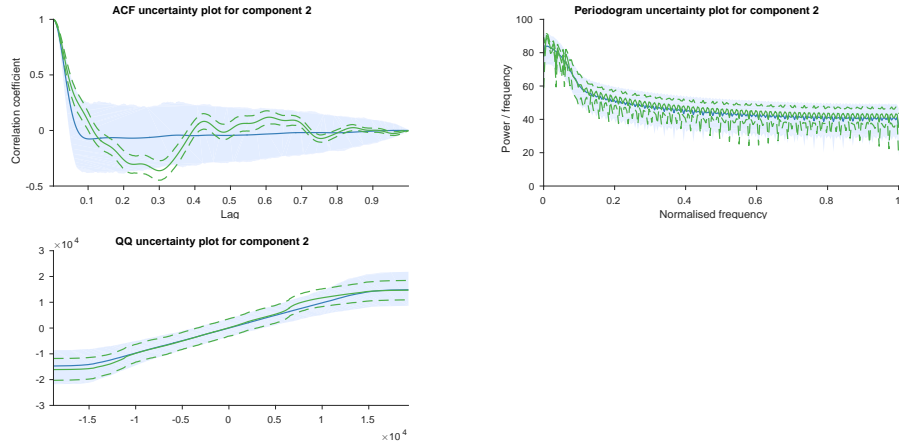 ACF uncertainty plot for component 2
Correlation coefficient
1
0.5
0
-0.5
0.1 0.2 0.3 0.4 0.5 0.6 0.7 0.8 0.9
Lag
Periodogram uncertainty plot for component 2
Power / frequency
100
80
60
40
20
0
0 0.2 0.4 0.6 0.8 1
Normalised frequency
QQ uncertainty plot for component 2
×10⁴
3
2
1
0
-1
-2
-3
-1.5 -1 -0.5 0 0.5 1 1.5
×10⁴